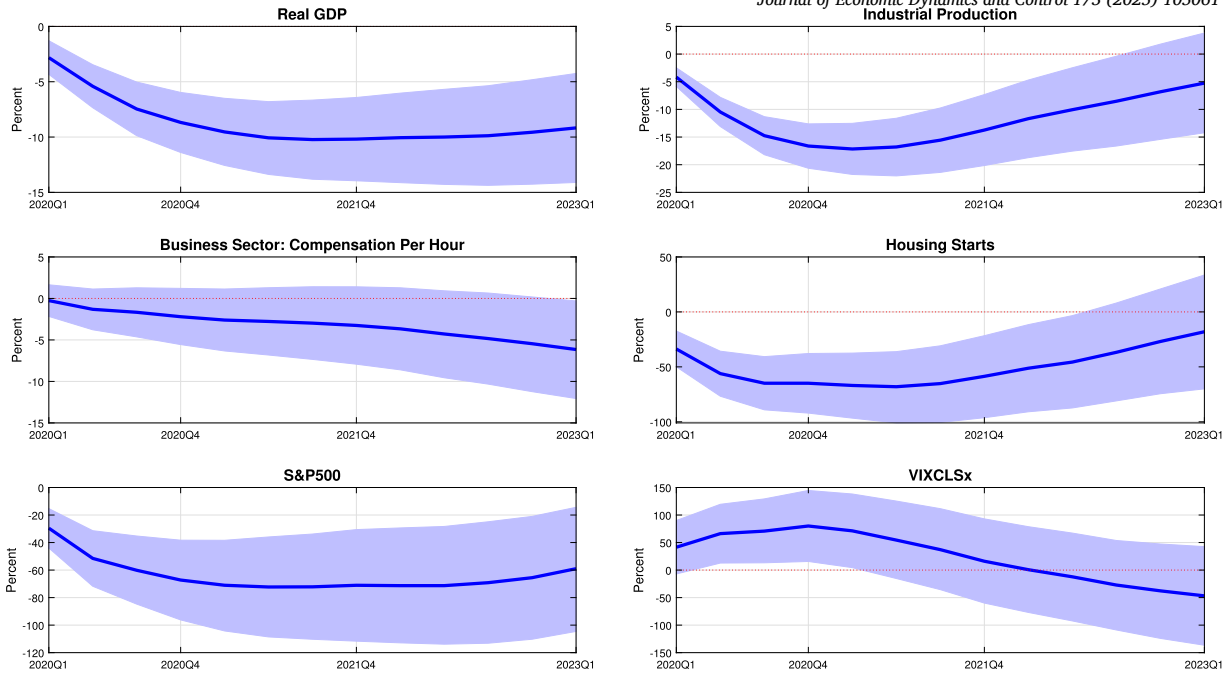 Journal of Economic Dynamics and Control 173 (2025) 105061
Real GDP
Percent
0
-5
-10
-15
2020Q1 2020Q4 2021Q4 2023Q1
Industrial Production
Percent
5
0
-5
-10
-15
-20
-25
2020Q1 2020Q4 2021Q4 2023Q1
Business Sector: Compensation Per Hour
Percent
5
0
-5
-10
-15
2020Q1 2020Q4 2021Q4 2023Q1
Housing Starts
Percent
50
0
-50
-100
2020Q1 2020Q4 2021Q4 2023Q1
S&P500
Percent
0
-20
-40
-60
-80
-100
-120
2020Q1 2020Q4 2021Q4 2023Q1
VIXCLSx
Percent
150
100
50
0
-50
-100
-150
2020Q1 2020Q4 2021Q4 2023Q1